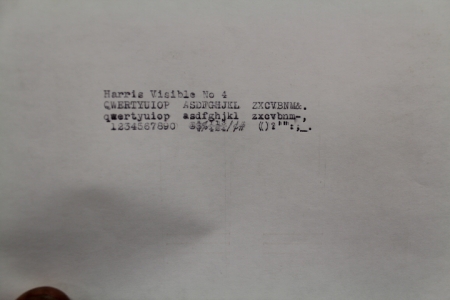 Harris Visible No 4
QWERTYUIOP ASDFGHJKL ZXCVBNM&.
qwertyuiop asdfghjkl zxcvbnm-,
1234567890 ()?'":;_.